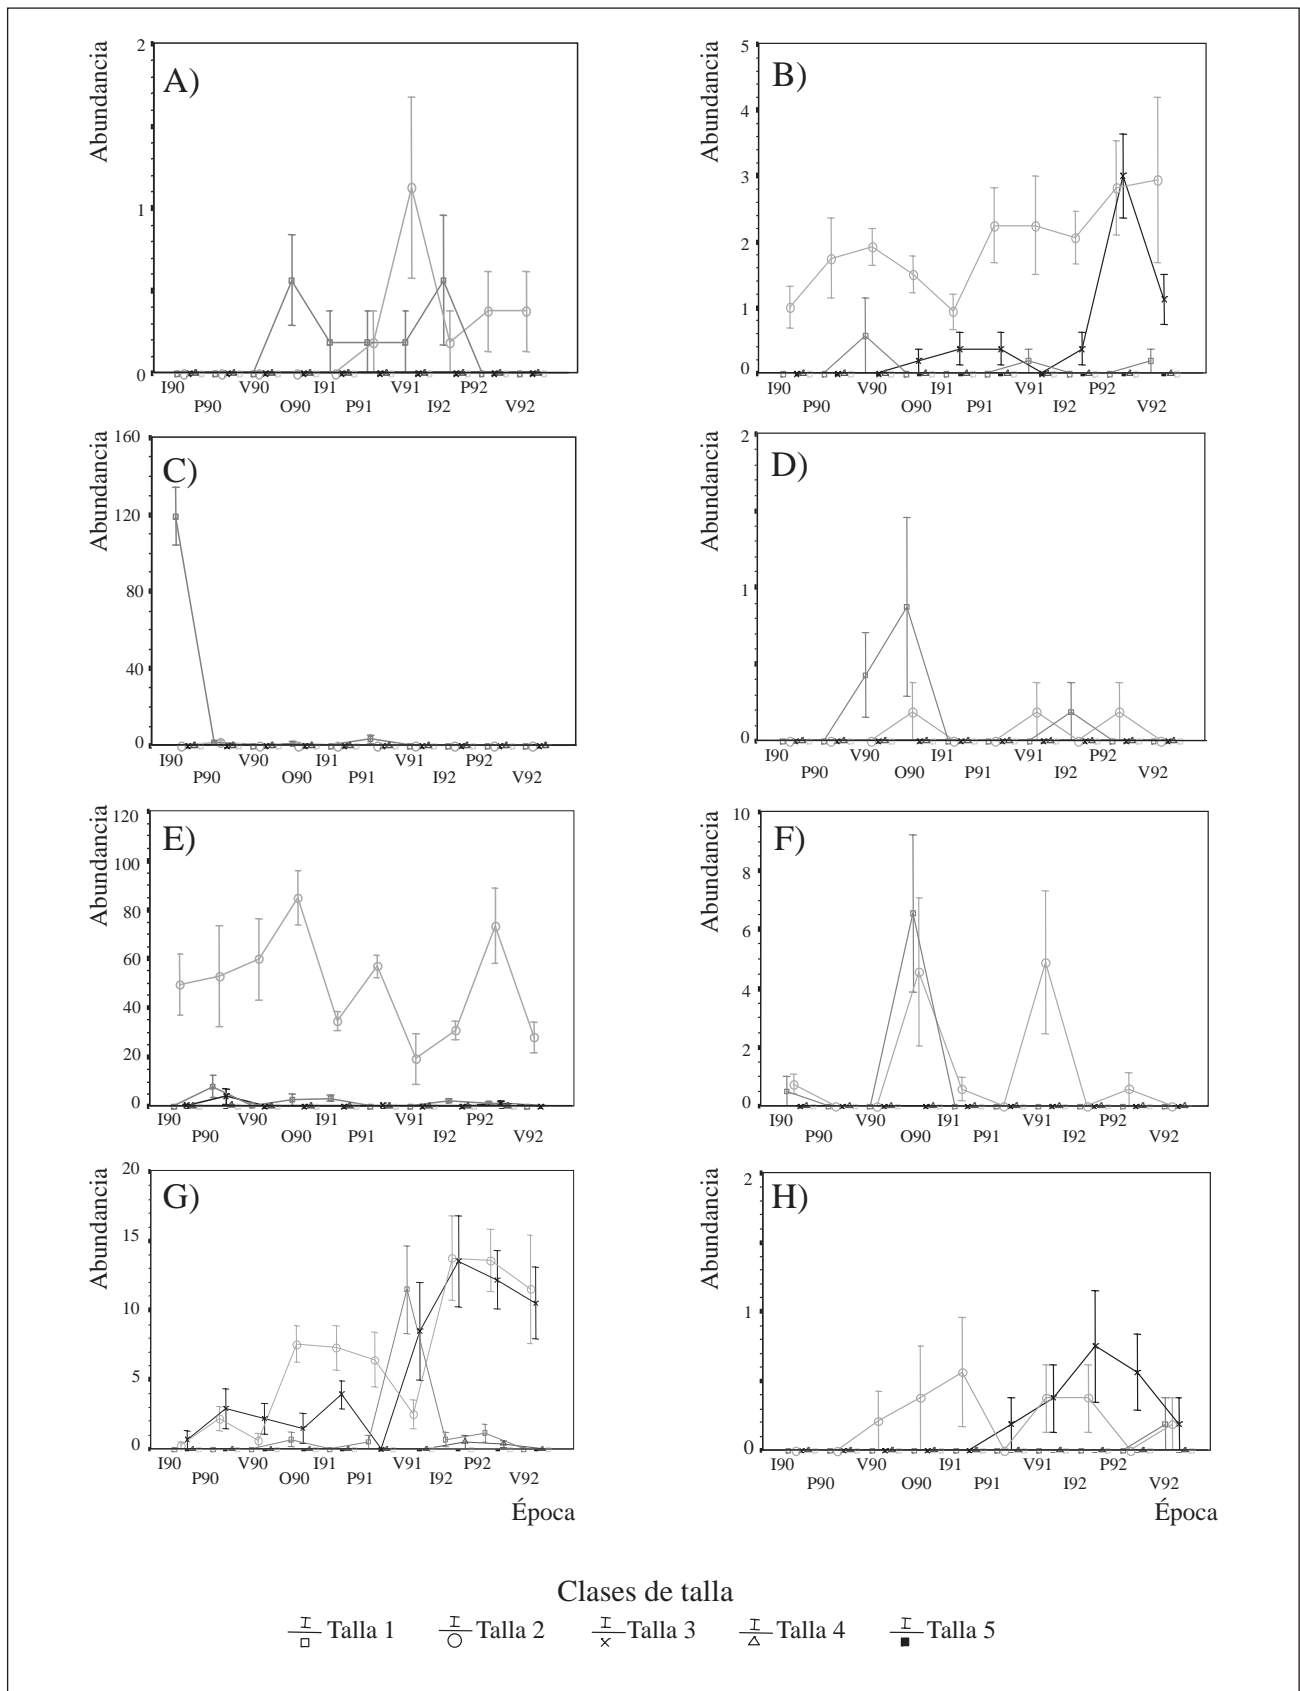 A)
Abundancia
2
1
0
I90 V90 I91 V91 P92
P90 O90 P91 I92 V92
B)
Abundancia
5
4
3
2
1
0
I90 V90 I91 V91 P92
P90 O90 P91 I92 V92
C)
Abundancia
160
120
80
40
0
I90 V90 I91 V91 P92
P90 O90 P91 I92 V92
D)
Abundancia
2
1
0
I90 V90 I91 V91 P92
P90 O90 P91 I92 V92
E)
Abundancia
120
100
80
60
40
20
0
I90 V90 I91 V91 P92
P90 O90 P91 I92 V92
F)
Abundancia
10
8
6
4
2
0
I90 V90 I91 V91 P92
P90 O90 P91 I92 V92
G)
Abundancia
20
15
10
5
0
I90 V90 I91 V91 P92
P90 O90 P91 I92 V92
Época
H)
Abundancia
2
1
0
I90 V90 I91 V91 P92
P90 O90 P91 I92 V92
Época
Clases de talla
Talla 1 Talla 2 Talla 3 Talla 4 Talla 5